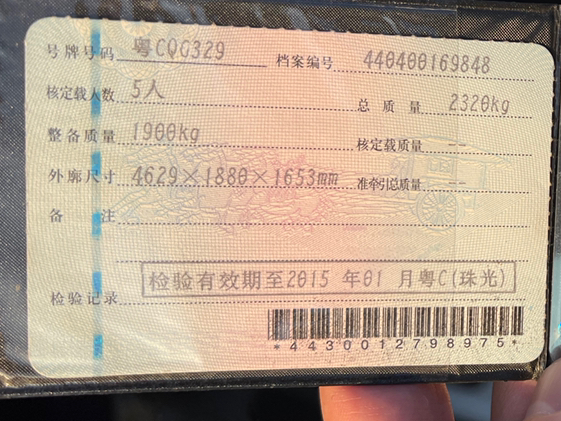 号牌号码 粤CQG329 档案编号 440400169848
核定载人数 5人 总质量 2320kg
整备质量 1900kg 核定载质量 --
外廓尺寸 4629×1880×1653mm 准牵引总质量 --
备注
检验记录 检验有效期至2015 年01 月粤C(珠光)
*4430012798975*